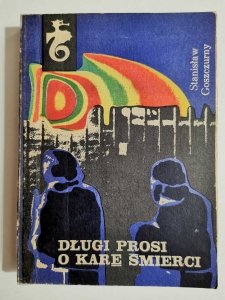 Stanisław
Goszczurny
DŁUGI PROSI
O KARĘ ŚMIERCI